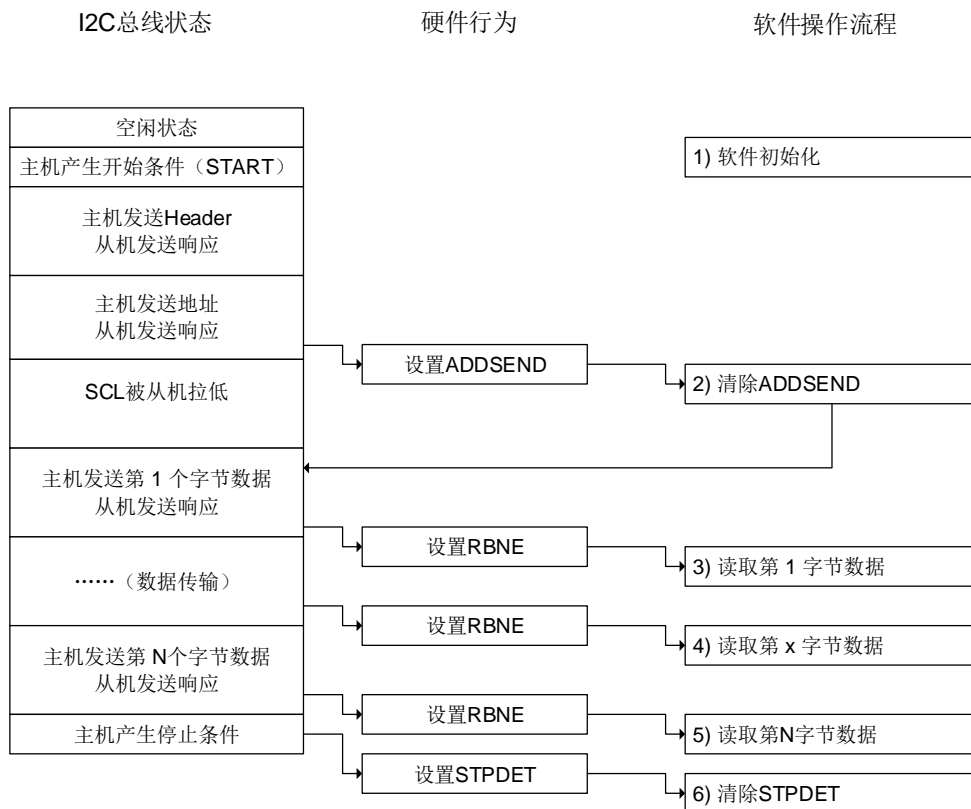 I2C总线状态
硬件行为
软件操作流程
空闲状态
主机产生开始条件（START）
1) 软件初始化
主机发送Header
从机发送响应
主机发送地址
从机发送响应
设置ADDSEND
2) 清除ADDSEND
SCL被从机拉低
主机发送第 1 个字节数据
从机发送响应
设置RBNE
3) 读取第 1 字节数据
……（数据传输）
设置RBNE
4) 读取第 x 字节数据
主机发送第 N个字节数据
从机发送响应
设置RBNE
5) 读取第N字节数据
主机产生停止条件
设置STPDET
6) 清除STPDET